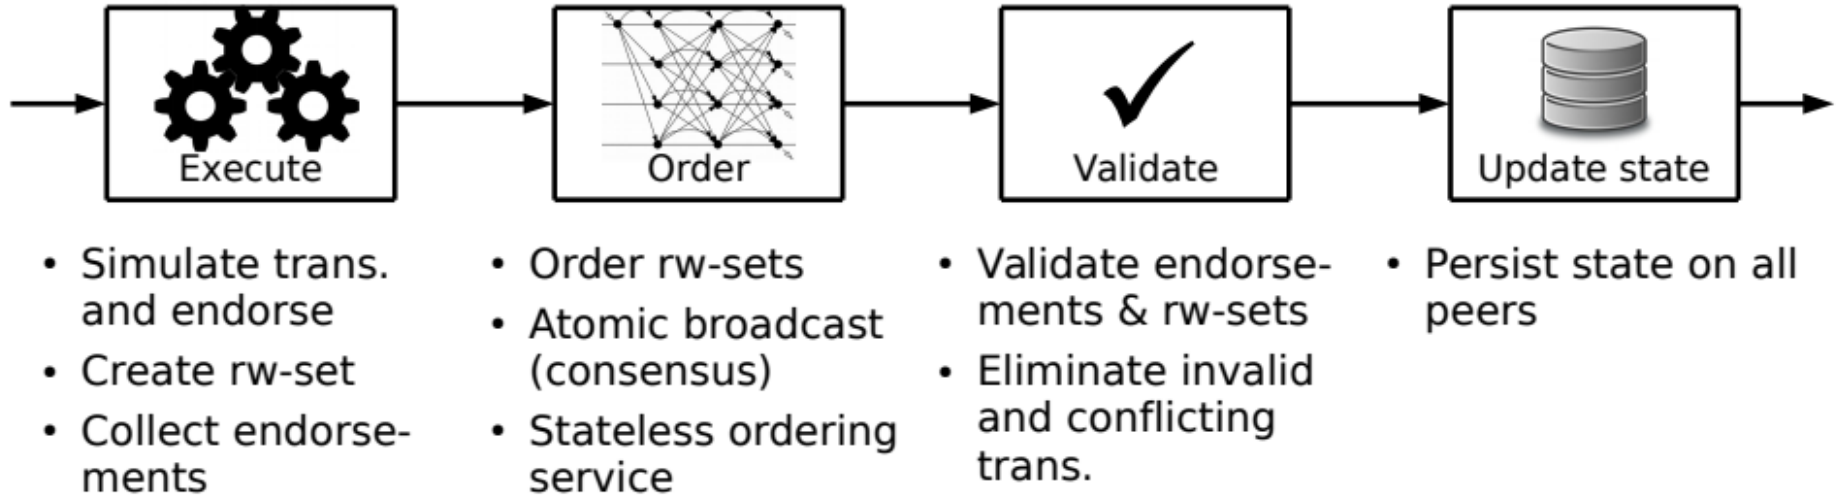 Execute
Order
Validate
Update state
• Simulate trans.
and endorse
• Create rw-set
• Collect endorse-
ments
• Order rw-sets
• Atomic broadcast
(consensus)
• Stateless ordering
service
• Validate endorse-
ments & rw-sets
• Eliminate invalid
and conflicting
trans.
• Persist state on all
peers